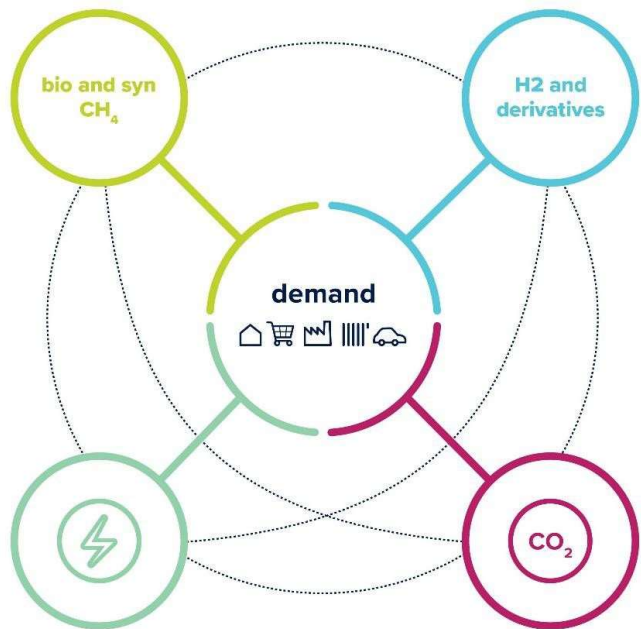 bio and syn
CH₄
H2 and
derivatives
demand
CO₂